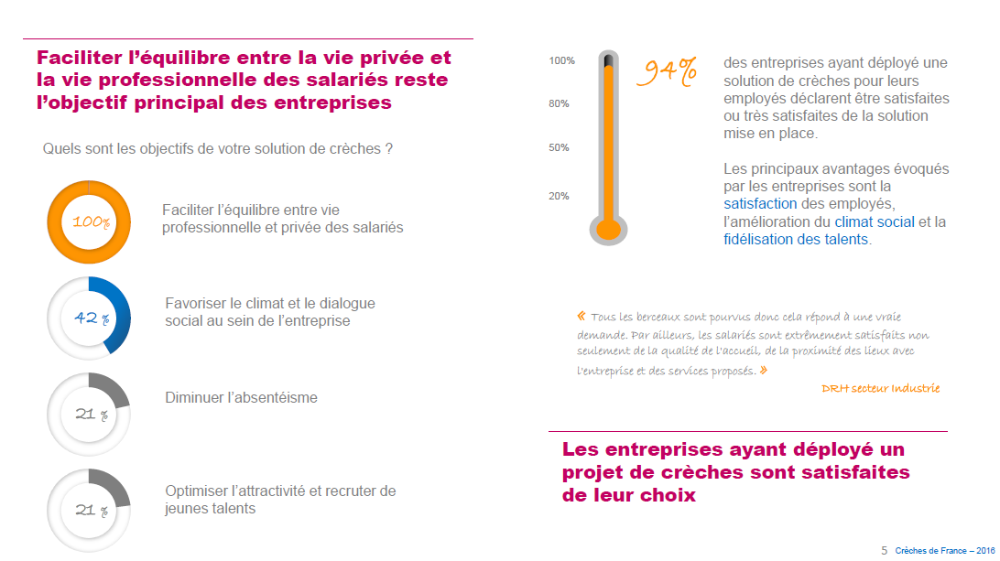 Faciliter l’équilibre entre la vie privée et
la vie professionnelle des salariés reste
l’objectif principal des entreprises
Quels sont les objectifs de votre solution de crèches ?
100%
Faciliter l’équilibre entre vie
professionnelle et privée des salariés
42 %
Favoriser le climat et le dialogue
social au sein de l’entreprise
21 %
Diminuer l’absentéisme
21 %
Optimiser l’attractivité et recruter de
jeunes talents
100%
80%
50%
20%
94%
des entreprises ayant déployé une
solution de crèches pour leurs
employés déclarent être satisfaites
ou très satisfaites de la solution
mise en place.
Les principaux avantages évoqués
par les entreprises sont la
satisfaction des employés,
l’amélioration du climat social et la
fidélisation des talents.
« Tous les berceaux sont pourvus donc cela répond à une vraie
demande. Par ailleurs, les salariés sont extrêmement satisfaits non
seulement de la qualité de l'accueil, de la proximité des lieux avec
l'entreprise et des services proposés. »
DRH secteur Industrie
Les entreprises ayant déployé un
projet de crèches sont satisfaites
de leur choix
5 Crèches de France – 2016